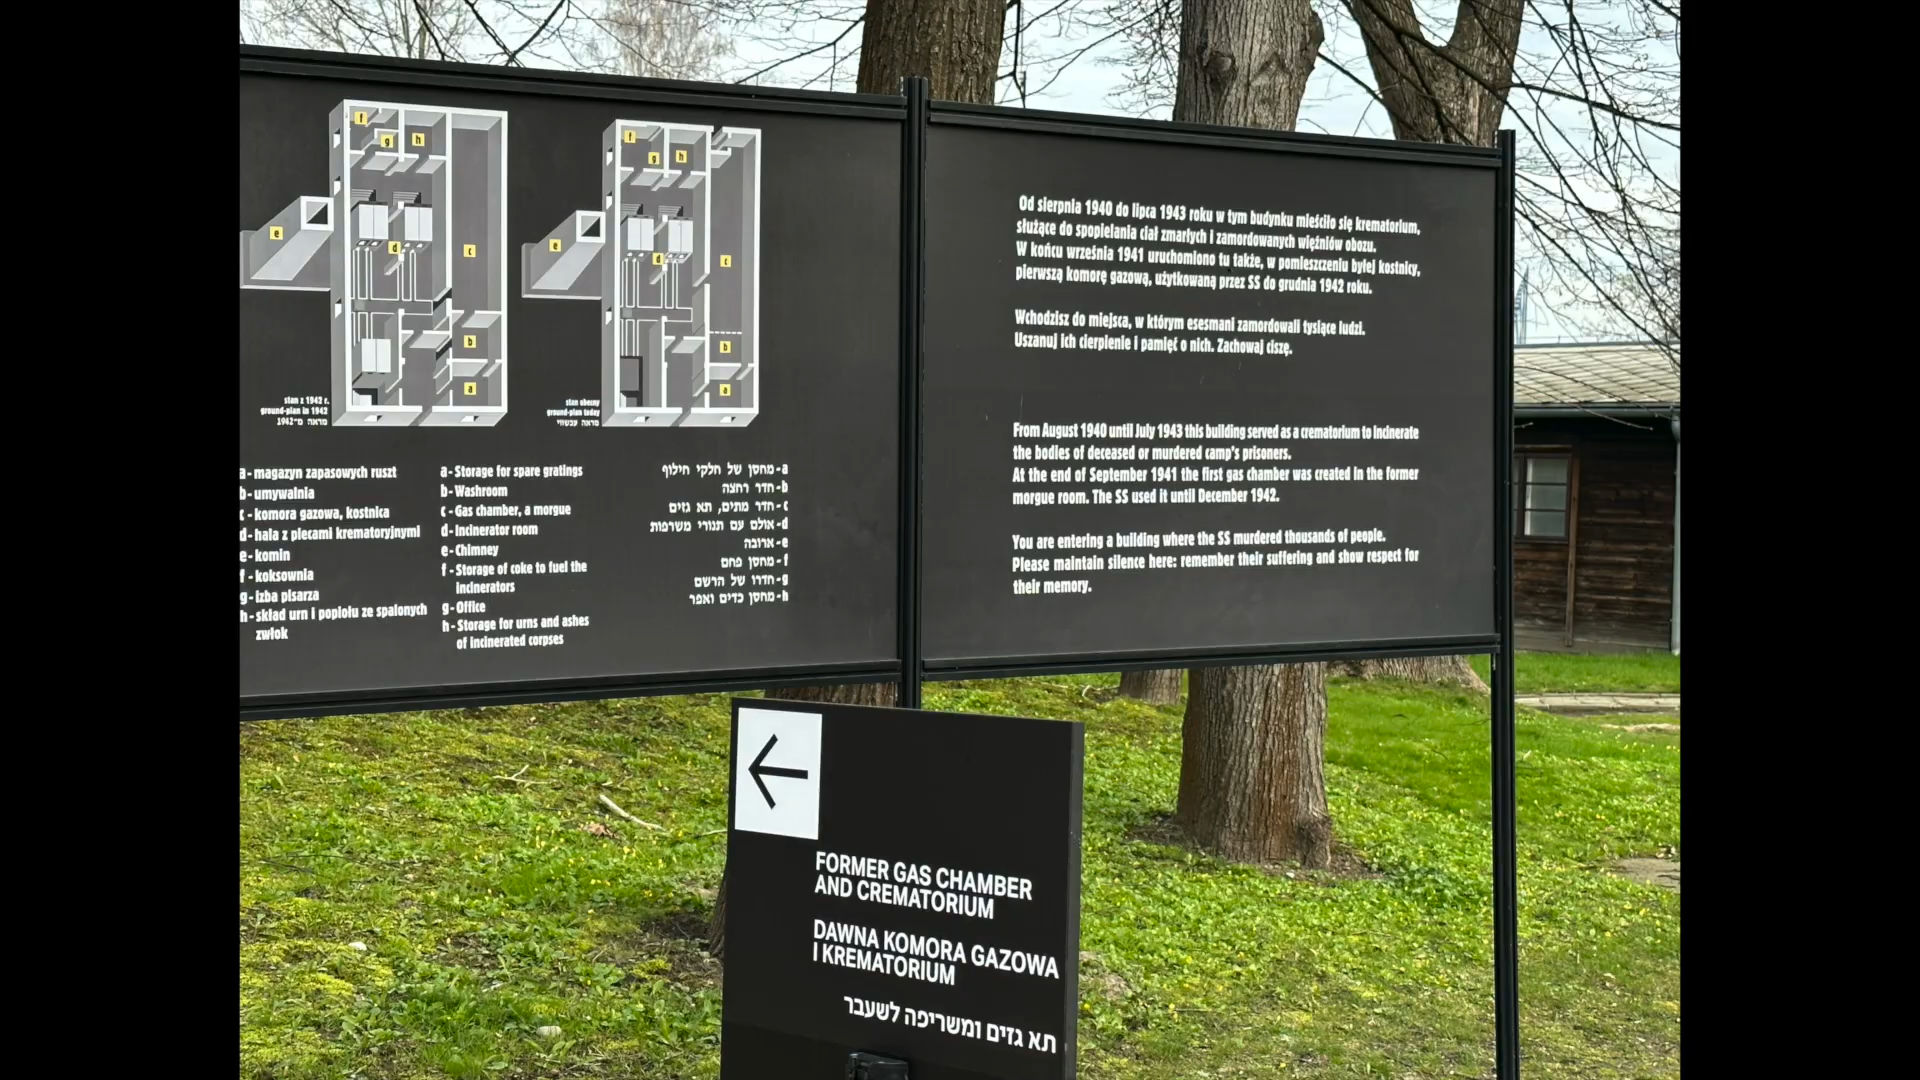 f
g
h
e
d
c
b
a
stan z 1942 r.
ground-plan in 1942
מראה מ־1942
f
g
h
e
d
c
b
a
stan obecny
ground-plan today
מראה עכשווי
a - magazyn zapasowych ruszt
b - umywalnia
c - komora gazowa, kostnica
d - hala z piecami krematoryjnymi
e - komin
f - koksownia
g - izba pisarza
h - skład urn i popiołu ze spalonych
zwłok
a - Storage for spare gratings
b - Washroom
c - Gas chamber, a morgue
d - Incinerator room
e - Chimney
f - Storage of coke to fuel the
incinerators
g - Office
h - Storage for urns and ashes
of incinerated corpses
a - מחסן של חלקי חילוף
b - חדר רחצה
c - חדר מתים, תא גזים
d - אולם עם תנורי משרפות
e - ארובה
f - מחסן פחם
g - חדרו של הרשם
h - מחסן כדים ואפר
Od sierpnia 1940 do lipca 1943 roku w tym budynku mieściło się krematorium,
służące do spopielania ciał zmarłych i zamordowanych więźniów obozu.
W końcu września 1941 uruchomiono tu także, w pomieszczeniu byłej kostnicy,
pierwszą komorę gazową, użytkowaną przez SS do grudnia 1942 roku.
Wchodzisz do miejsca, w którym esesmani zamordowali tysiące ludzi.
Uszanuj ich cierpienie i pamięć o nich. Zachowaj ciszę.
From August 1940 until July 1943 this building served as a crematorium to incinerate
the bodies of deceased or murdered camp's prisoners.
At the end of September 1941 the first gas chamber was created in the former
morgue room. The SS used it until December 1942.
You are entering a building where the SS murdered thousands of people.
Please maintain silence here: remember their suffering and show respect for
their memory.
FORMER GAS CHAMBER
AND CREMATORIUM
DAWNA KOMORA GAZOWA
I KREMATORIUM
תא גזים ומשריפה לשעבר